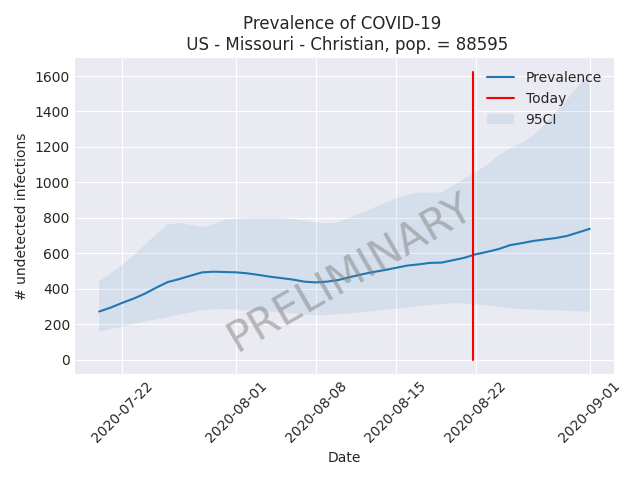 Prevalence of COVID-19
US - Missouri - Christian, pop. = 88595
# undetected infections
1600
1400
1200
1000
800
600
400
200
0
Prevalence
Today
95CI
PRELIMINARY
2020-07-22
2020-08-01
2020-08-08
2020-08-15
2020-08-22
2020-09-01
Date